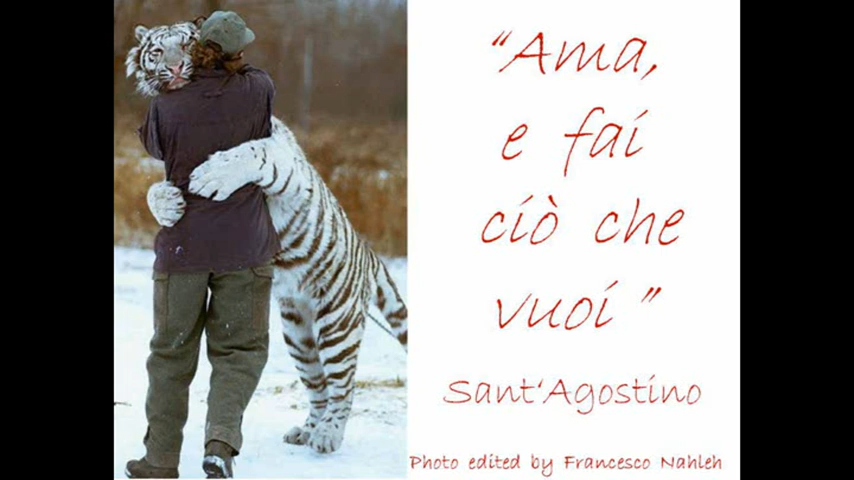 “Ama,
e fai
ciò che
vuoi”
Sant‘Agostino
Photo edited by Francesco Nahleh